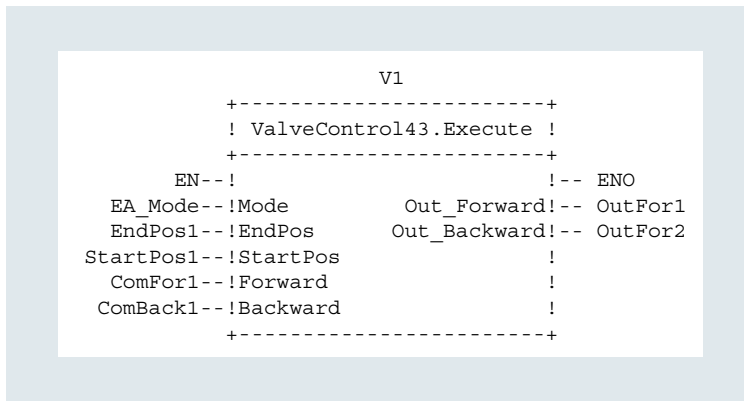 V1
+------------------------+
! ValveControl43.Execute !
+------------------------+
EN--! !-- ENO
EA_Mode--!Mode Out_Forward!-- OutFor1
EndPos1--!EndPos Out_Backward!-- OutFor2
StartPos1--!StartPos !
ComFor1--!Forward !
ComBack1--!Backward !
+------------------------+